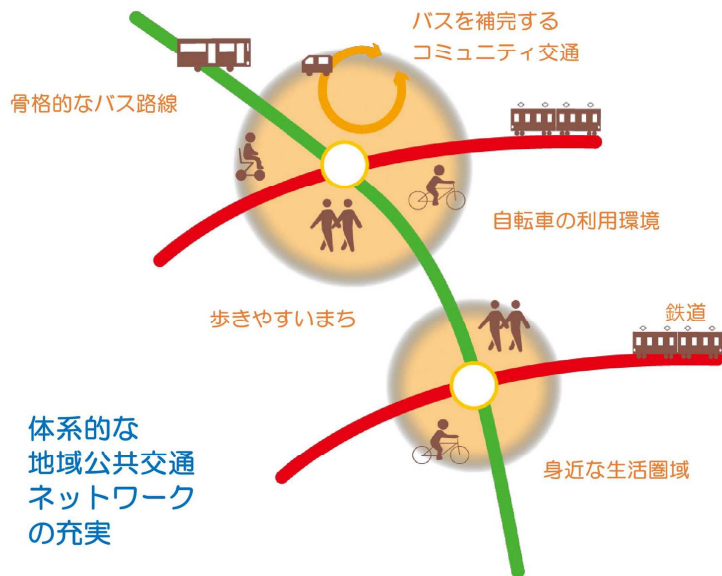 バスを補完する
コミュニティ交通
骨格的なバス路線
自転車の利用環境
歩きやすいまち
鉄道
体系的な
地域公共交通
ネットワーク
の充実
身近な生活圏域